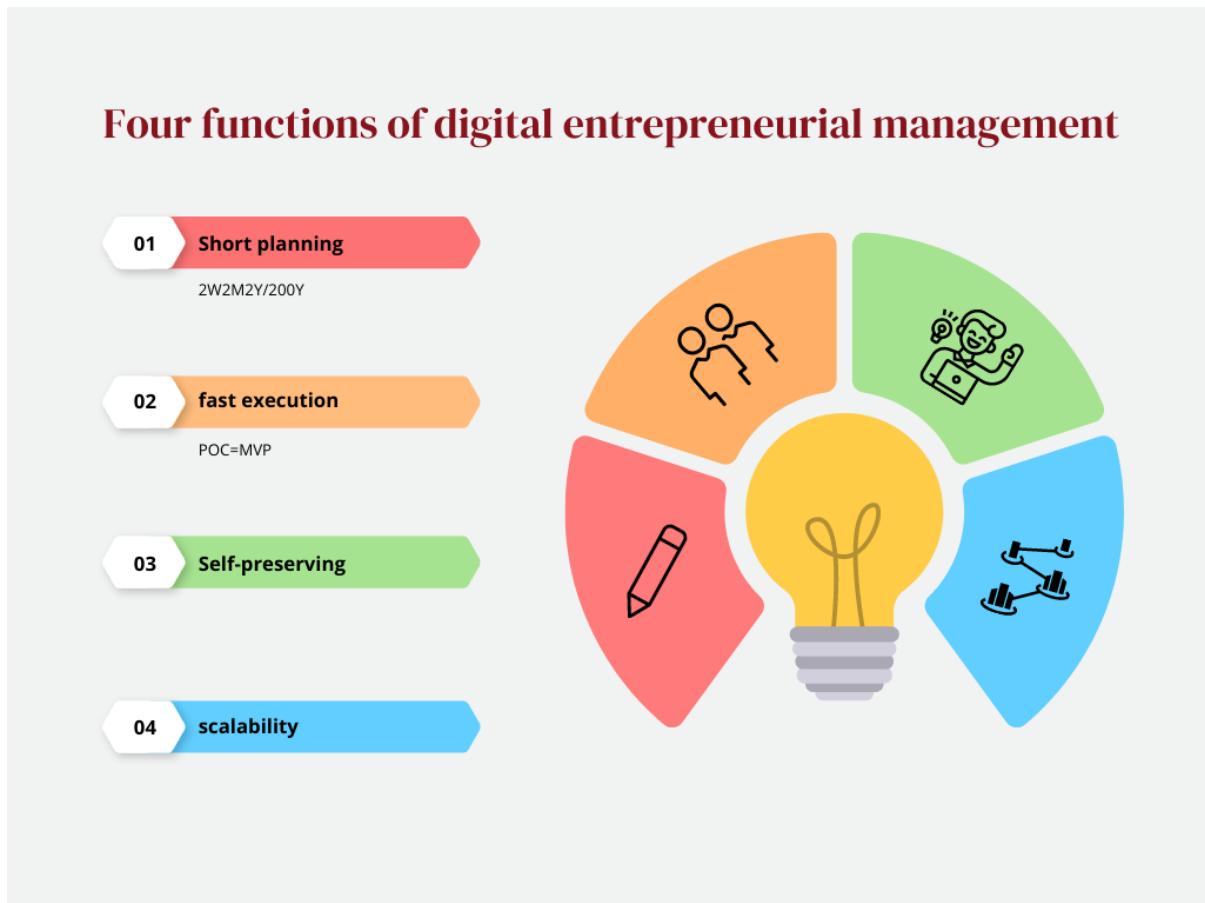 Four functions of digital entrepreneurial management
01
Short planning
2W2M2Y/200Y
02
fast execution
POC=MVP
03
Self-preserving
04
scalability